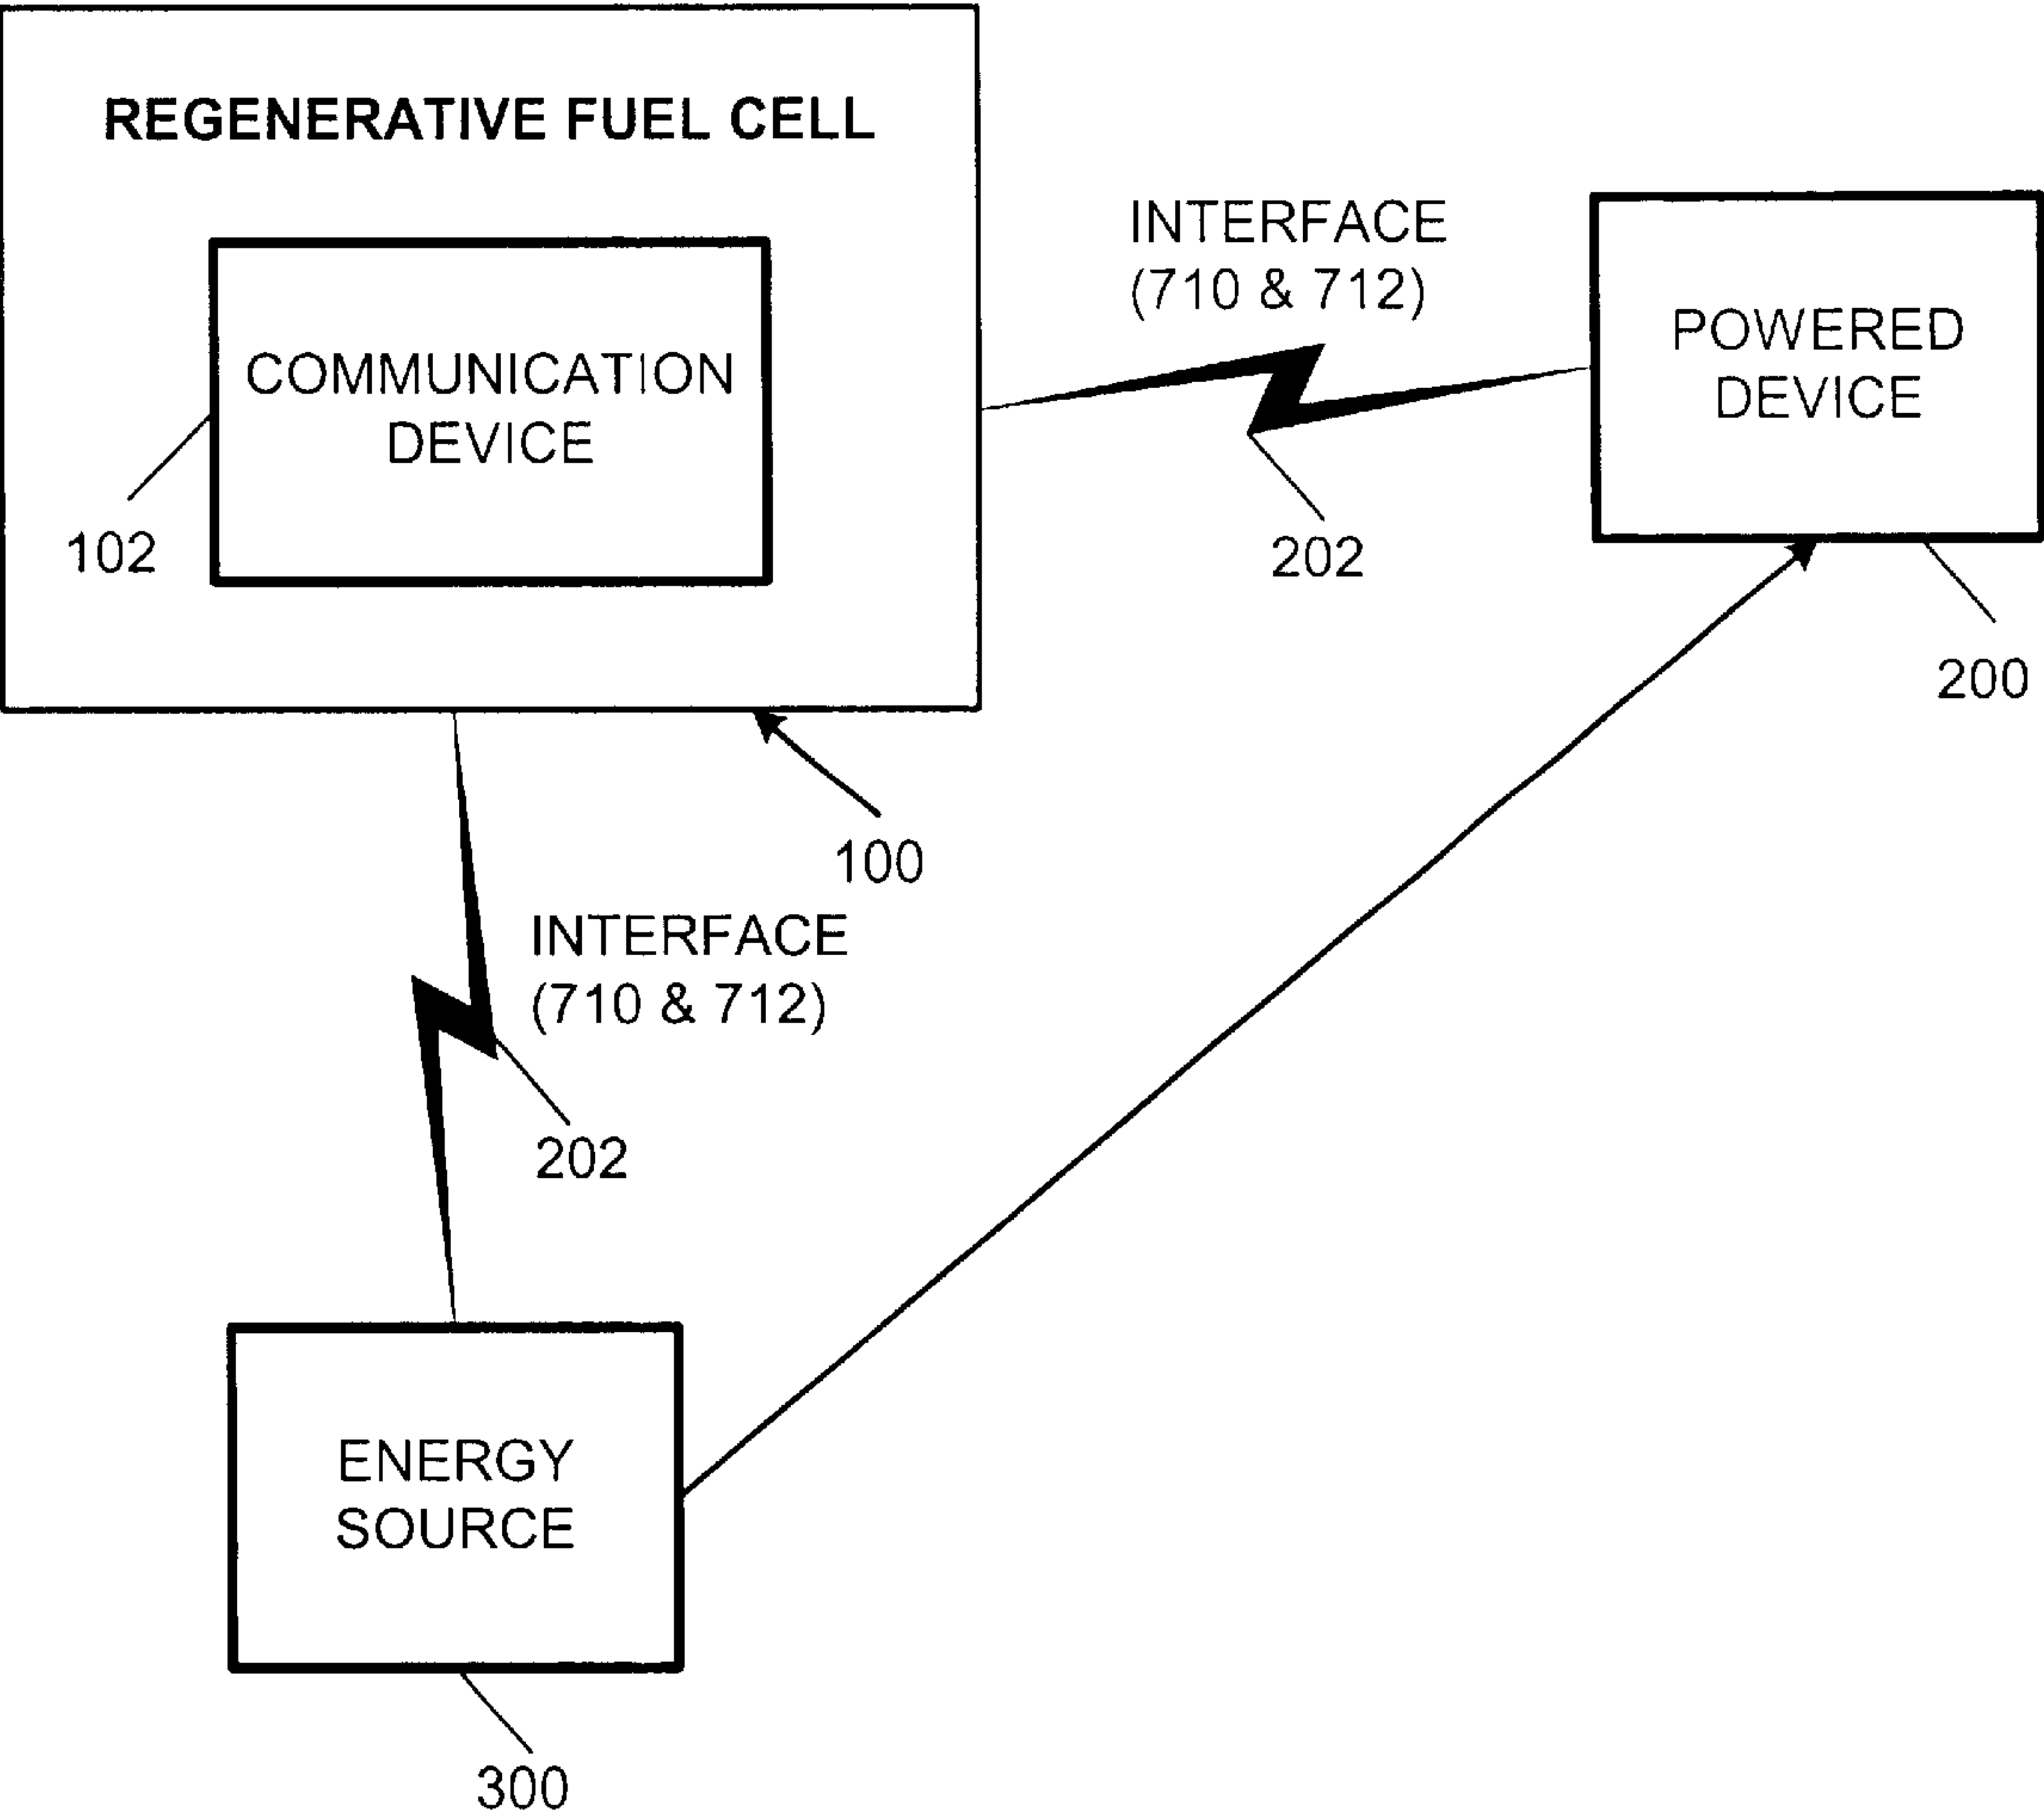 REGENERATIVE FUEL CELL
COMMUNICATION
DEVICE
102
INTERFACE
(710 & 712)
202
POWERED
DEVICE
200
100
INTERFACE
(710 & 712)
202
ENERGY
SOURCE
300